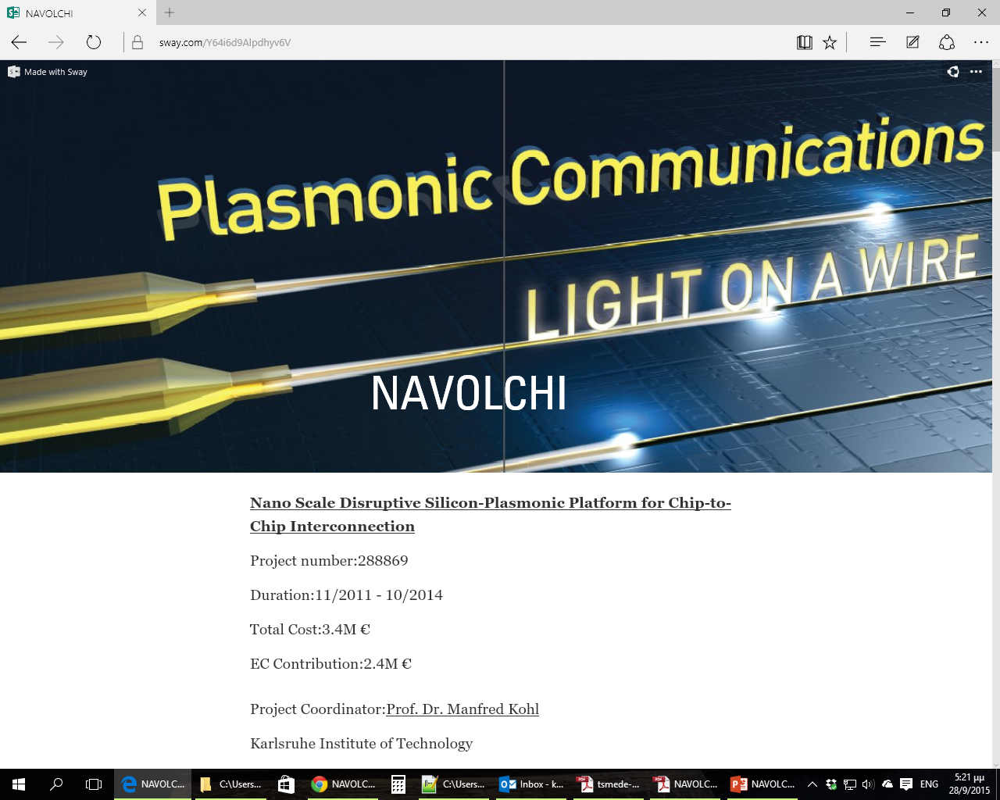 NAVOLCHI
sway.com/Y64i6d9Alpdhyv6V
Made with Sway
Plasmonic Communications
LIGHT ON A WIRE
NAVOLCHI
Nano Scale Disruptive Silicon-Plasmonic Platform for Chip-to-
Chip Interconnection
Project number:288869
Duration:11/2011 - 10/2014
Total Cost:3.4M €
EC Contribution:2.4M €
Project Coordinator:Prof. Dr. Manfred Kohl
Karlsruhe Institute of Technology
NAVOLC... C:\Users... NAVOLC... C:\Users... Inbox - k... tsmede-... NAVOLC... NAVOLC... ENG 5:21 μμ
28/9/2015